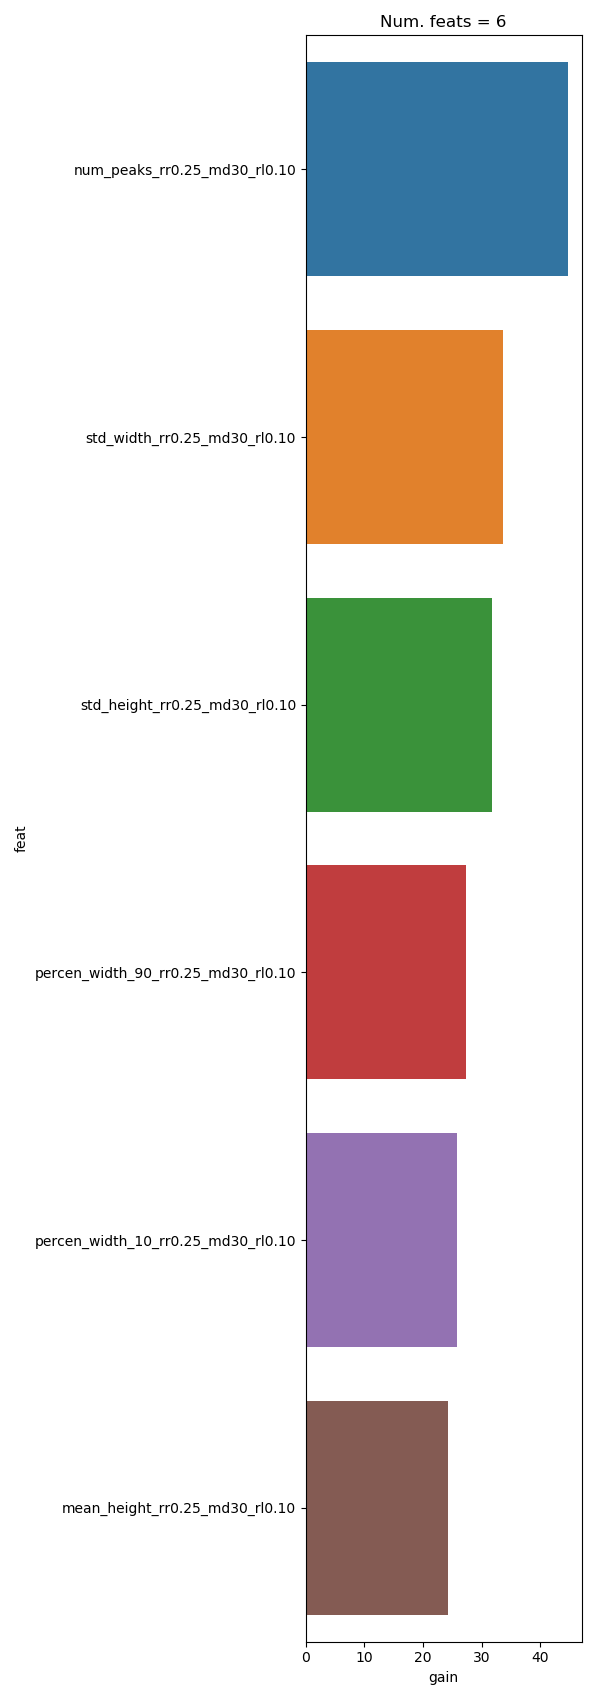 Num. feats = 6
num_peaks_rr0.25_md30_rl0.10
std_width_rr0.25_md30_rl0.10
std_height_rr0.25_md30_rl0.10
feat
percen_width_90_rr0.25_md30_rl0.10
percen_width_10_rr0.25_md30_rl0.10
mean_height_rr0.25_md30_rl0.10
0 10 20 30 40
gain